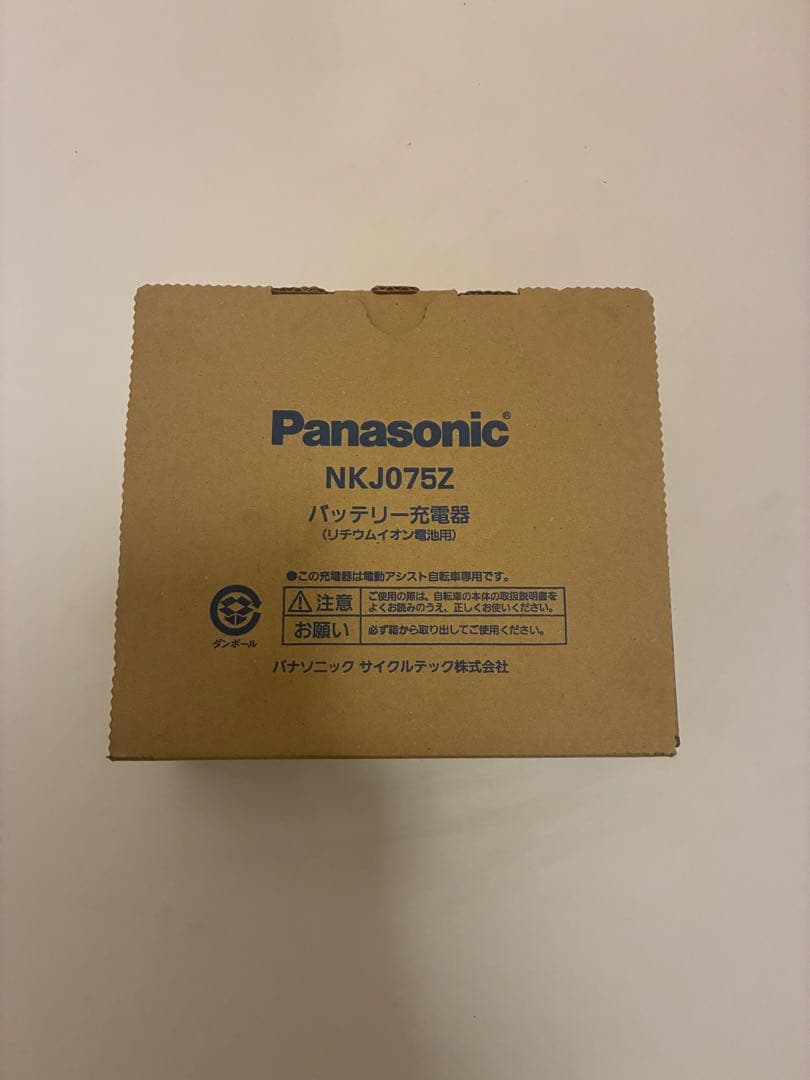 Panasonic®
NKJ075Z
バッテリー充電器
(リチウムイオン電池用)
●この充電器は電動アシスト自転車専用です。
注意 ご使用の際は、自転車の本体の取扱説明書を
よくお読みのうえ、正しくお使いください。
お願い 必ず箱から取り出してご使用ください。
ダンボール
パナソニック サイクルテック株式会社